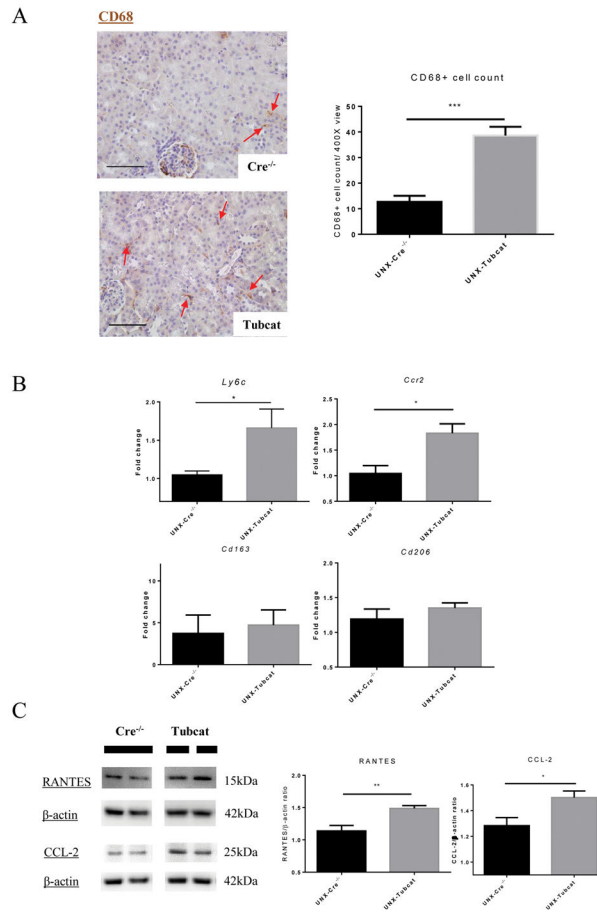 A
CD68
Cre-/-
Tubcat
CD68+ cell count
CD68+ cell count/ 400X view
50
40
30
20
10
0
***
UNX-Cre-/-
UNX-Tubcat
B
Ly6c
Fold change
2.0
1.5
1.0
*
UNX-Cre-/-
UNX-Tubcat
Ccr2
Fold change
2.5
2.0
1.5
1.0
0.5
*
UNX-Cre-/-
UNX-Tubcat
Cd163
Fold change
10
5
0
UNX-Cre-/-
UNX-Tubcat
Cd206
Fold change
2.0
1.5
1.0
0.5
UNX-Cre-/-
UNX-Tubcat
C
Cre-/- Tubcat
RANTES 15kDa
β-actin 42kDa
CCL-2 25kDa
β-actin 42kDa
RANTES
RANTES/β-actin ratio
2.0
1.5
1.0
0.5
**
UNX-Cre-/-
UNX-Tubcat
CCL-2
CCL-2/β-actin ratio
1.6
1.4
1.2
1.0
*
UNX-Cre-/-
UNX-Tubcat